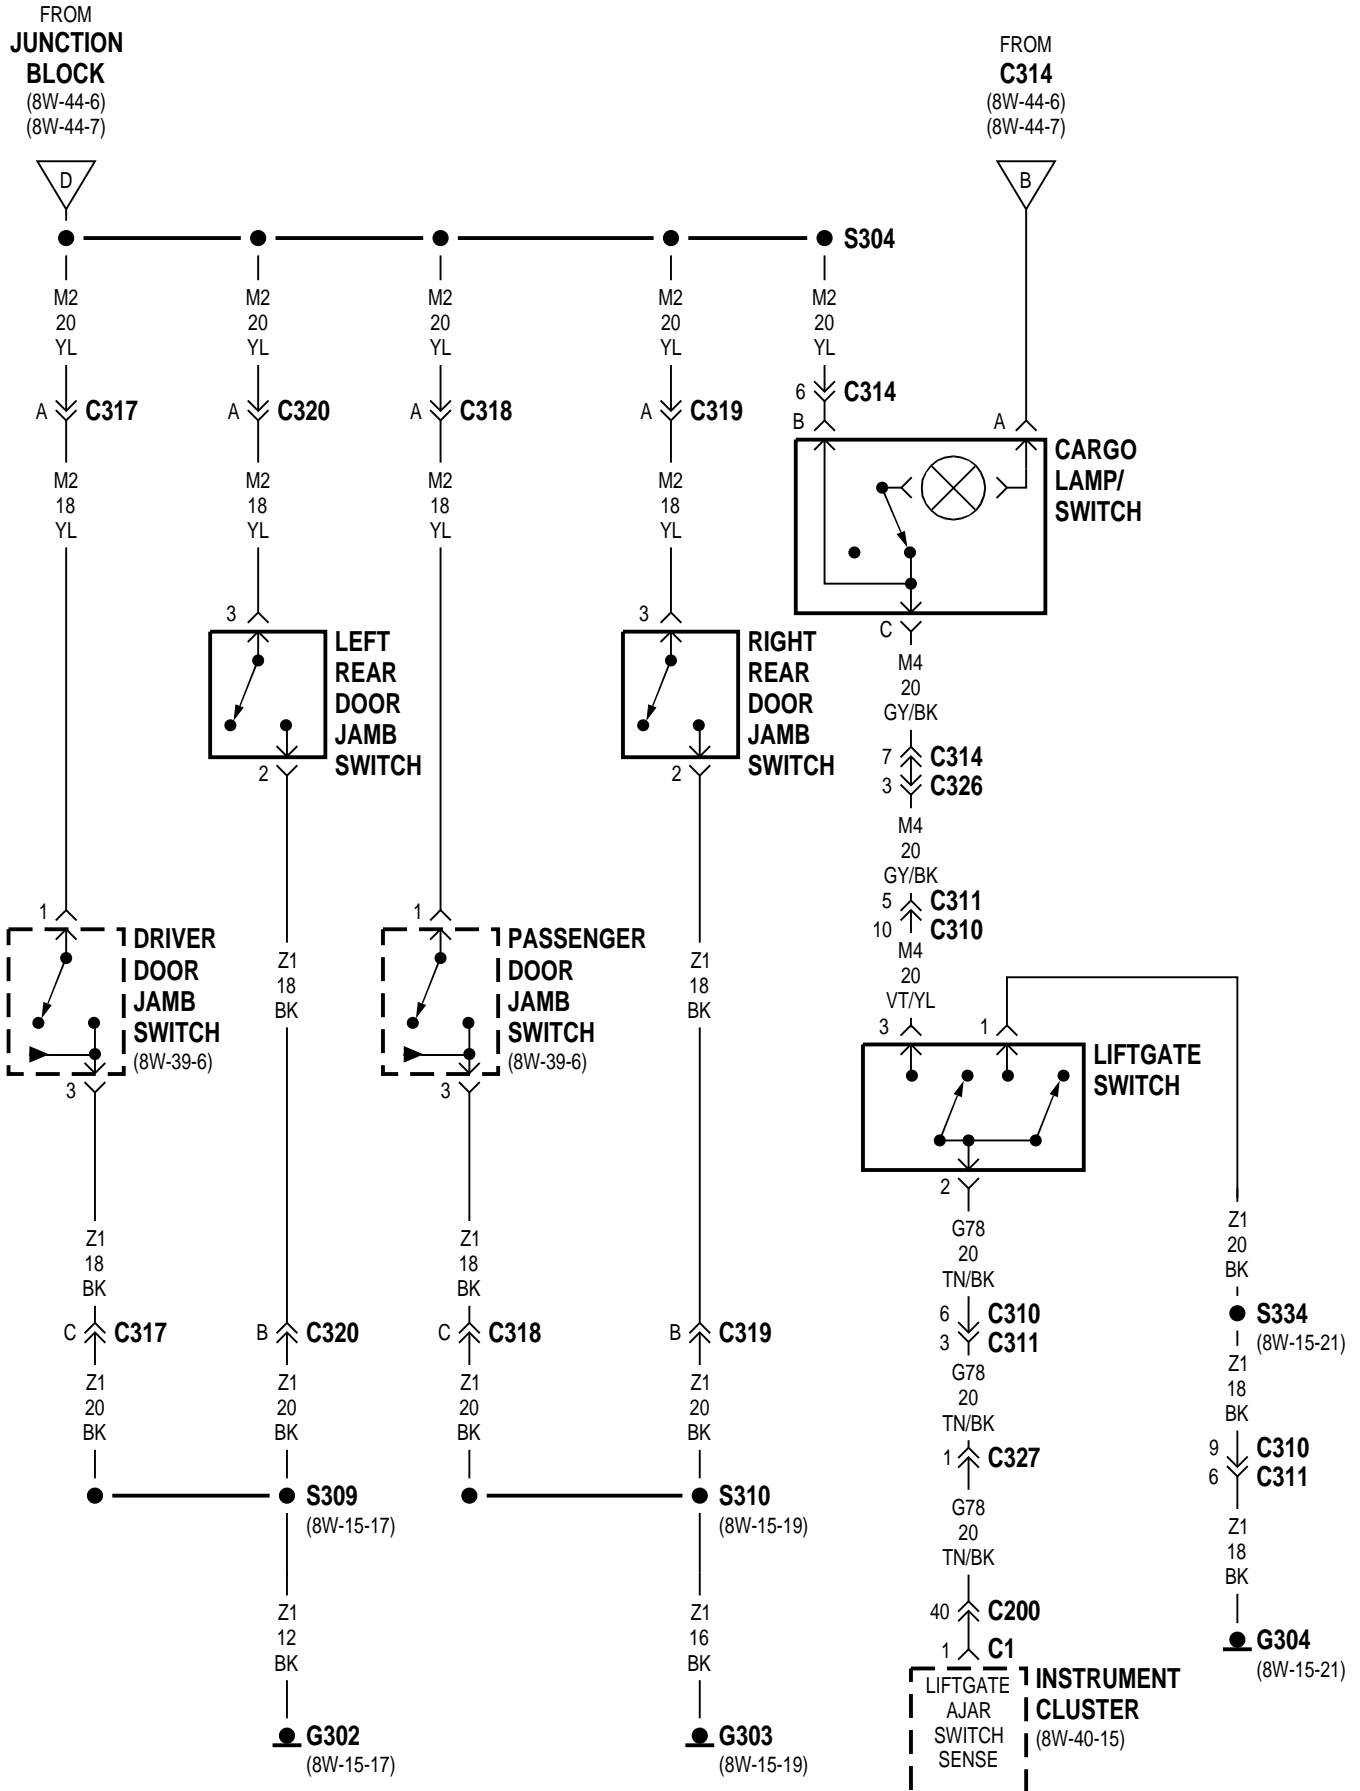 FROM
JUNCTION
BLOCK
(8W-44-6)
(8W-44-7)
D
FROM
C314
(8W-44-6)
(8W-44-7)
B
S304
M2
20
YL
M2
20
YL
M2
20
YL
M2
20
YL
M2
20
YL
A C317
A C320
A C318
A C319
6 C314
B
A
CARGO
LAMP/
SWITCH
M2
18
YL
M2
18
YL
M2
18
YL
M2
18
YL
3
LEFT
REAR
DOOR
JAMB
SWITCH
2
3
RIGHT
REAR
DOOR
JAMB
SWITCH
2
C
M4
20
GY/BK
7 C314
3 C326
M4
20
GY/BK
5 C311
10 C310
M4
20
VT/YL
1
DRIVER
DOOR
JAMB
SWITCH
(8W-39-6)
3
Z1
18
BK
1
PASSENGER
DOOR
JAMB
SWITCH
(8W-39-6)
3
Z1
18
BK
3
1
LIFTGATE
SWITCH
2
Z1
18
BK
Z1
18
BK
G78
20
TN/BK
Z1
20
BK
C C317
B C320
C C318
B C319
6 C310
3 C311
S334
(8W-15-21)
Z1
20
BK
Z1
20
BK
Z1
20
BK
Z1
20
BK
G78
20
TN/BK
Z1
18
BK
1 C327
9 C310
6 C311
S309
(8W-15-17)
S310
(8W-15-19)
G78
20
TN/BK
Z1
18
BK
Z1
12
BK
Z1
16
BK
40 C200
1 C1
G304
(8W-15-21)
G302
(8W-15-17)
G303
(8W-15-19)
LIFTGATE
AJAR
SWITCH
SENSE
INSTRUMENT
CLUSTER
(8W-40-15)